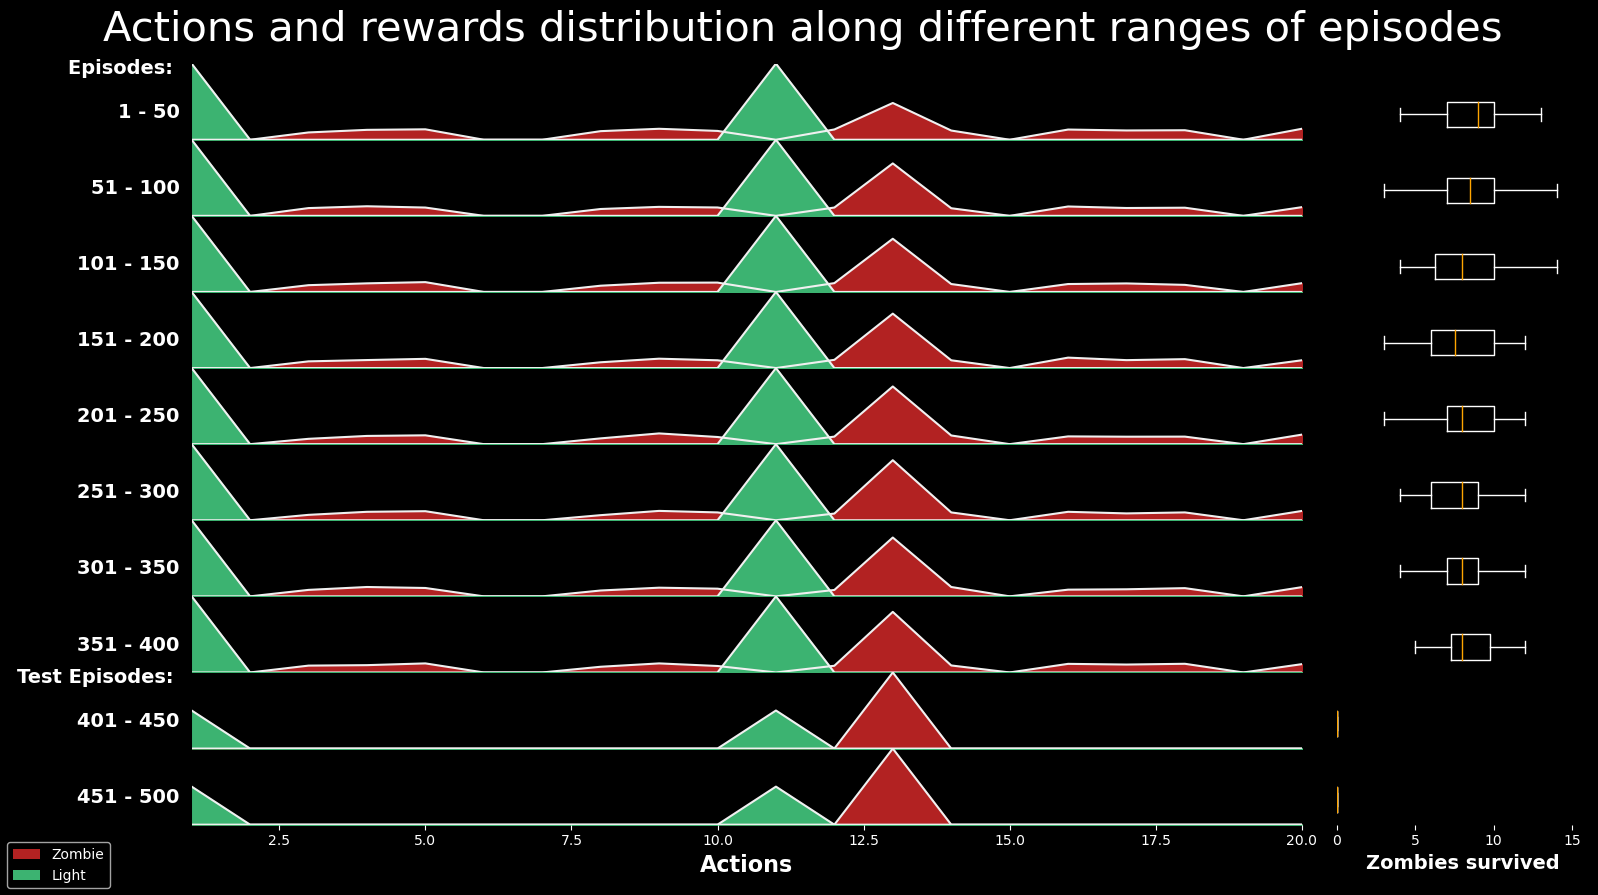 Actions and rewards distribution along different ranges of episodes
Episodes:
1 - 50
51 - 100
101 - 150
151 - 200
201 - 250
251 - 300
301 - 350
351 - 400
Test Episodes:
401 - 450
451 - 500
2.5 5.0 7.5 10.0 12.5 15.0 17.5 20.0 0 5 10 15
Actions
Zombies survived
Zombie
Light